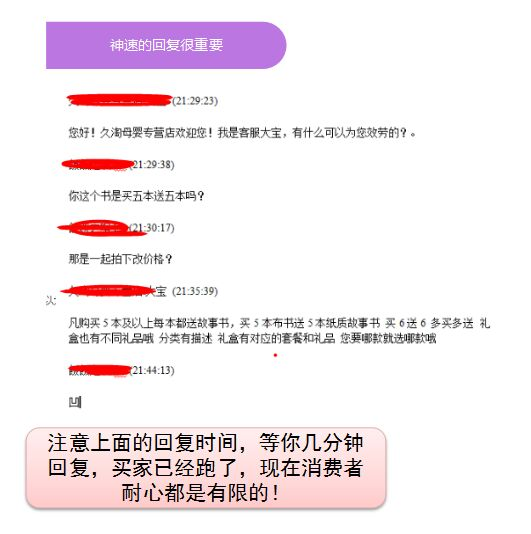 神速的回复很重要
(21:29:23)
您好！久淘母婴专营店欢迎您！我是客服大宝，有什么可以为您效劳的？。
(21:29:38)
你这个书是买五本送五本吗？
(21:30:17)
那是一起拍下改价格？
大宝 (21:35:39)
凡购买 5 本及以上每本都送故事书，买 5 本布书送 5 本纸质故事书 买 6 送 6 多买多送 礼
盒也有不同礼品哦 分类有描述 礼盒有对应的套餐和礼品 您要哪款就选哪款哦
(21:44:13)
凹
注意上面的回复时间，等你几分钟
回复，买家已经跑了，现在消费者
耐心都是有限的！